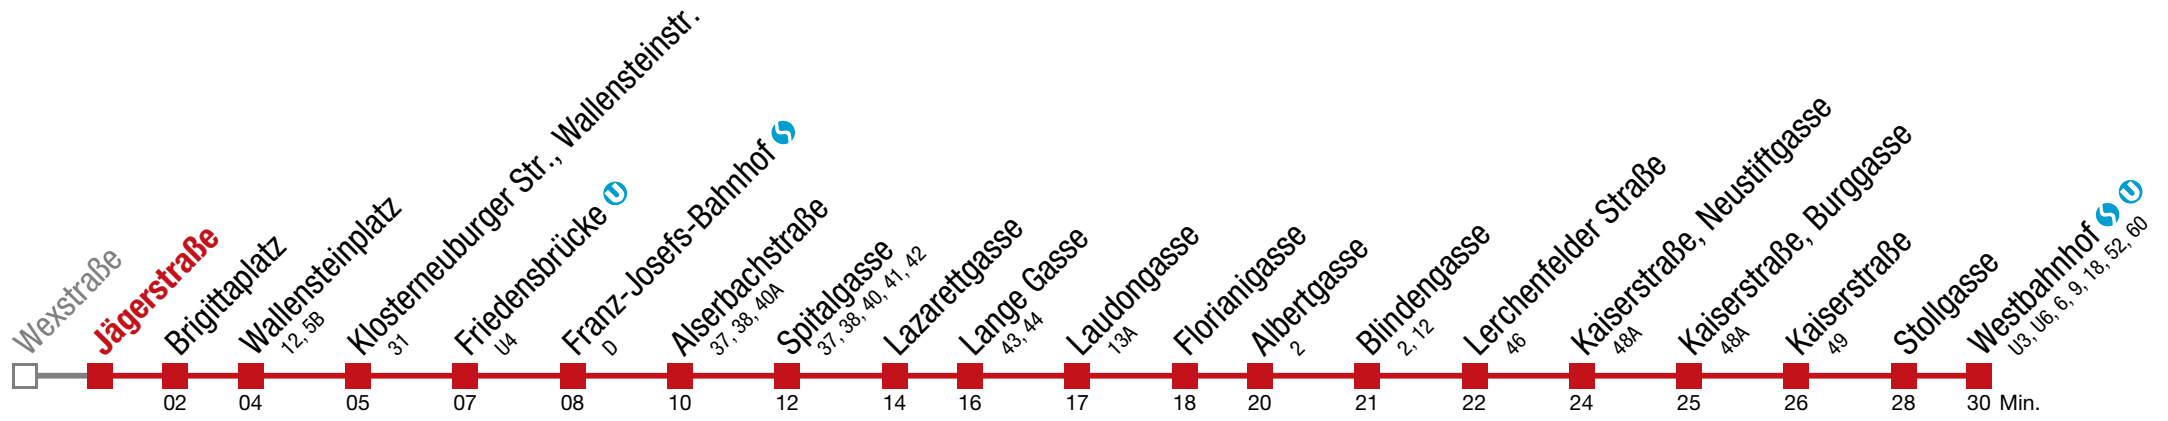 Wexstraße
Jägerstraße
Brigittaplatz
02
Wallensteinplatz
12, 5B
04
Klosterneuburger Str., Wallensteinstr.
31
05
Friedensbrücke U
U4
07
Franz-Josefs-Bahnhof S
D
08
Alserbachstraße
37, 38, 40A
10
Spitalgasse
37, 38, 40, 41, 42
12
Lazarettgasse
14
Lange Gasse
43, 44
16
Laudongasse
13A
17
Florianigasse
18
Albertgasse
2
20
Blindengasse
2, 12
21
Lerchenfelder Straße
46
22
Kaiserstraße, Neustiftgasse
48A
24
Kaiserstraße, Burggasse
48A
25
Kaiserstraße
49
26
Stollgasse
28
Westbahnhof S U
U3, U6, 6, 9, 18, 52, 60
30 Min.